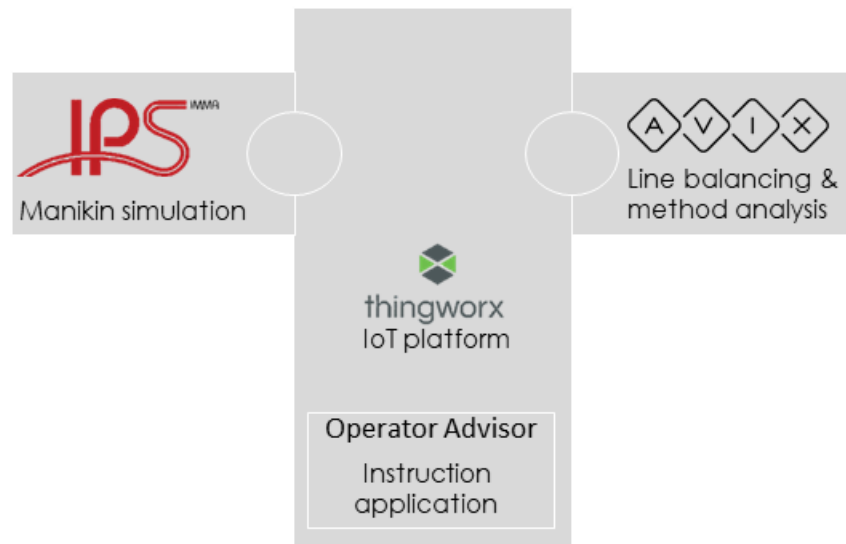 IPS IMMA
Manikin simulation
AVIX
Line balancing &
method analysis
thingworx
IoT platform
Operator Advisor
Instruction
application